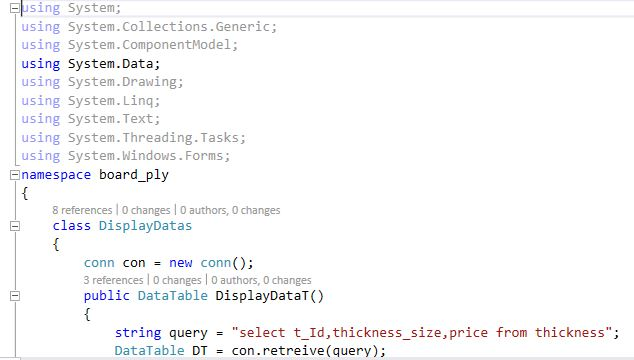 using System;
using System.Collections.Generic;
using System.ComponentModel;
using System.Data;
using System.Drawing;
using System.Linq;
using System.Text;
using System.Threading.Tasks;
using System.Windows.Forms;
namespace board_ply
{
8 references | 0 changes | 0 authors, 0 changes
class DisplayDatas
{
conn con = new conn();
3 references | 0 changes | 0 authors, 0 changes
public DataTable DisplayDataT()
{
string query = "select t_Id,thickness_size,price from thickness";
DataTable DT = con.retreive(query);